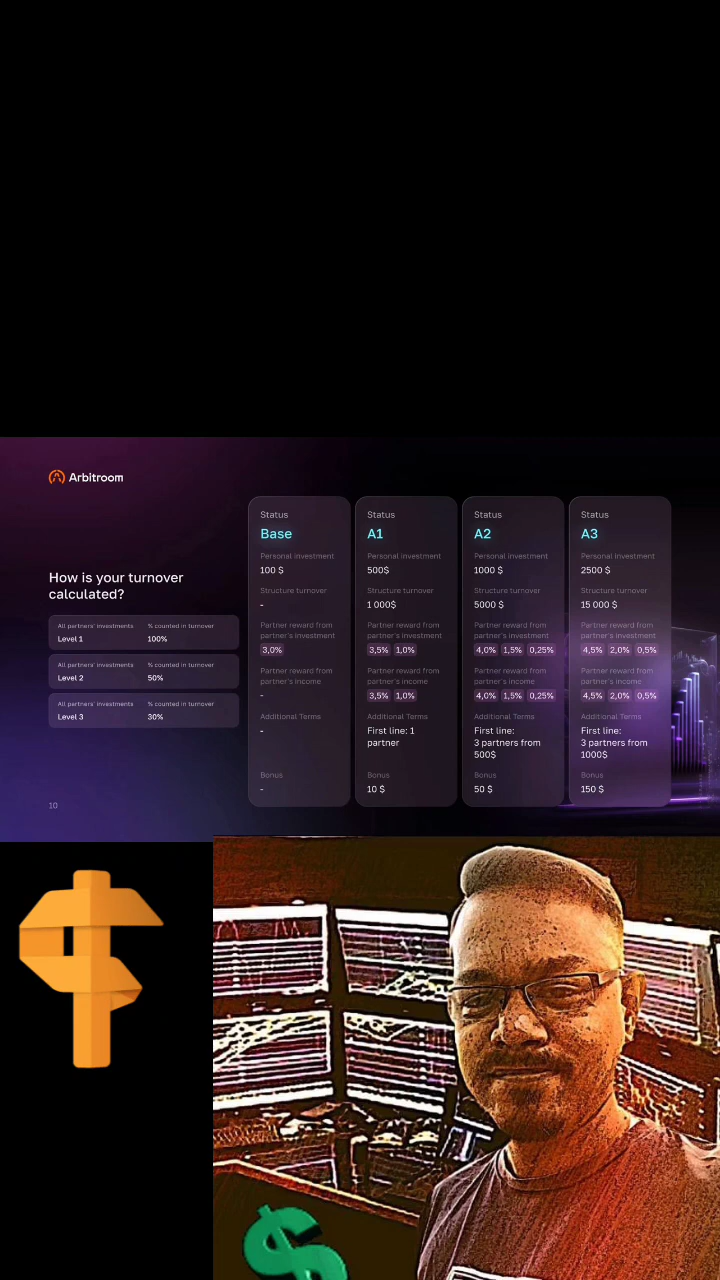 Arbitroom
How is your turnover
calculated?
All partners' investments
% counted in turnover
Level 1
100%
All partners' investments
% counted in turnover
Level 2
50%
All partners' investments
% counted in turnover
Level 3
30%
10
Status
Base
Personal investment
100 $
Structure turnover
-
Partner reward from
partner's investment
3,0%
Partner reward from
partner's income
-
Additional Terms
-
Bonus
-
Status
A1
Personal investment
500$
Structure turnover
1 000$
Partner reward from
partner's investment
3,5% 1,0%
Partner reward from
partner's income
3,5% 1,0%
Additional Terms
First line: 1
partner
Bonus
10 $
Status
A2
Personal investment
1000 $
Structure turnover
5000 $
Partner reward from
partner's investment
4,0% 1,5% 0,25%
Partner reward from
partner's income
4,0% 1,5% 0,25%
Additional Terms
First line:
3 partners from
500$
Bonus
50 $
Status
A3
Personal investment
2500 $
Structure turnover
15 000 $
Partner reward from
partner's investment
4,5% 2,0% 0,5%
Partner reward from
partner's income
4,5% 2,0% 0,5%
Additional Terms
First line:
3 partners from
1000$
Bonus
150 $